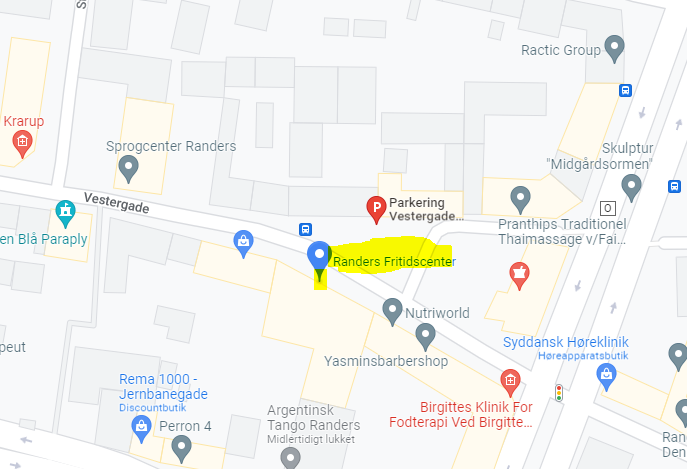 Ractic Group
Krarup
Sprogcenter Randers
Skulptur
"Midgårdsormen"
Vestergade
Parkering
Vestergade...
O
Pranthips Traditionel
Thaimassage v/Fai...
en Blå Paraply
Randers Fritidscenter
Nutriworld
Yasminsbarbershop
Syddansk Høreklinik
Høreapparatsbutik
peut
Rema 1000 -
Jernbanegade
Discountbutik
Perron 4
Argentinsk
Tango Randers
Midlertidigt lukket
Birgittes Klinik For
Fodterapi Ved Birgitte...
Ran
Den